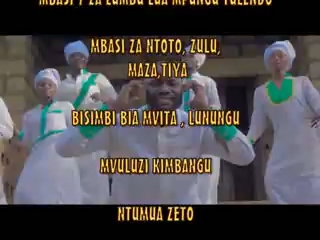 MBASI 7 ZA LUMBU LUA MPUNGU TULENDO
MBASI ZA NTOTO, ZULU,
MAZA,TIYA
BISIMBI BIA MVITA , LUNUNGU
MVULUZI KIMBANGU
NTUMUA ZETO